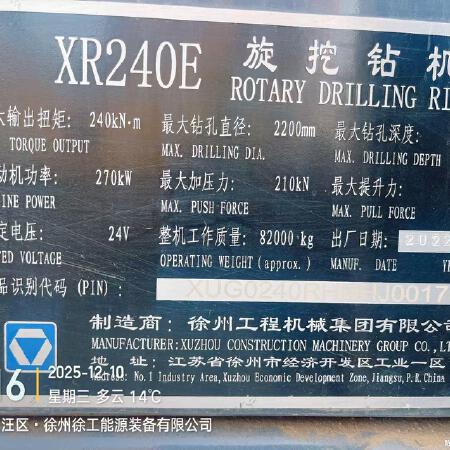 XR240E 旋挖钻机
ROTARY DRILLING RI
大输出扭矩: 240kN·m 最大钻孔直径: 2200mm 最大钻孔深度:
TORQUE OUTPUT MAX. DRILLING DIA. MAX. DRILLING DEPTH
动机功率: 270kW 最大加压力: 210kN 最大提升力:
INE POWER MAX. PUSH FORCE MAX. PULL FORCE
定电压: 24V 整机工作质量: 82000 kg 出厂日期: 2022
TED VOLTAGE OPERATING WEIGHT (approx.) MANUF. DATE
品识别代码 (PIN):
制造商: 徐州工程机械集团有限公司
MANUFACTURER: XUZHOU CONSTRUCTION MACHINERY GROUP CO., LT
地址: 江苏省徐州市经济开发区工业一区
No.1 Industry Area, Xuzhou Economic Development Zone, Jiangsu, P.R. China
16 2025-12-10
星期三 多云 14℃
汪区·徐州徐工能源装备有限公司